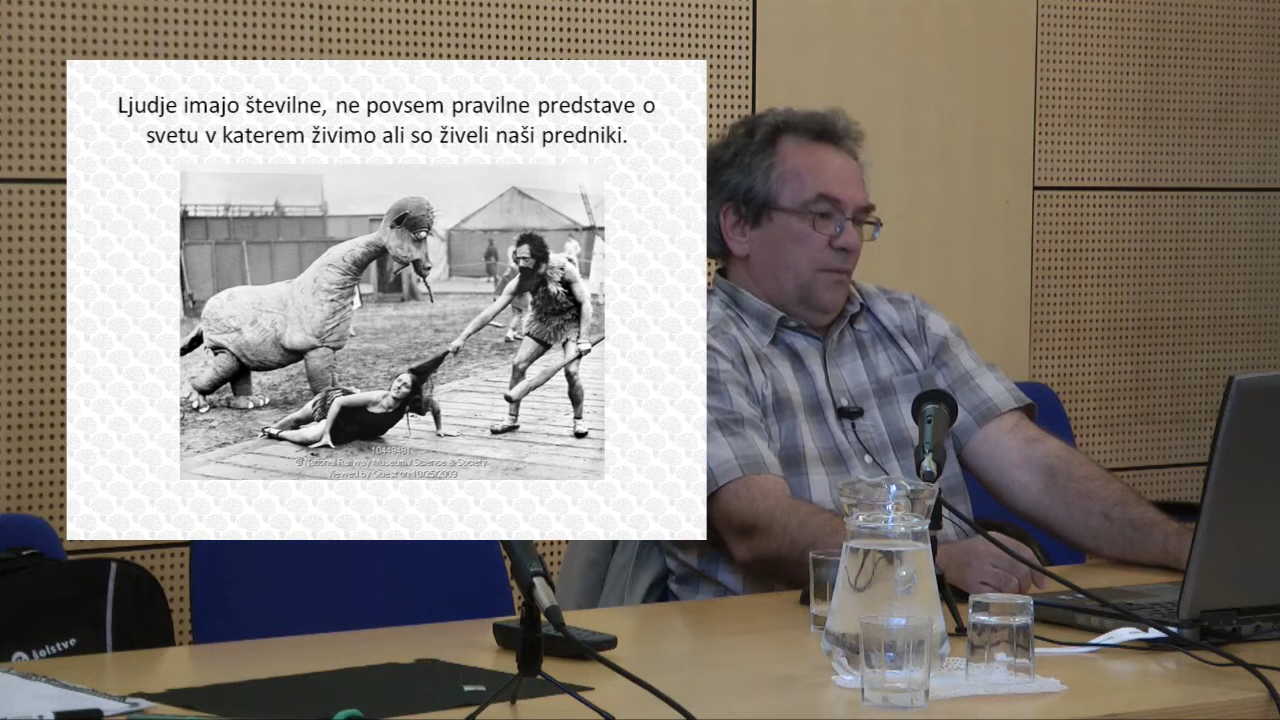 Ljudje imajo številne, ne povsem pravilne predstave o
svetu v katerem živimo ali so živeli naši predniki.
10449481
© National Railway Museum / Science & Society
Viewed by Guest on 10/25/2009
šolstve